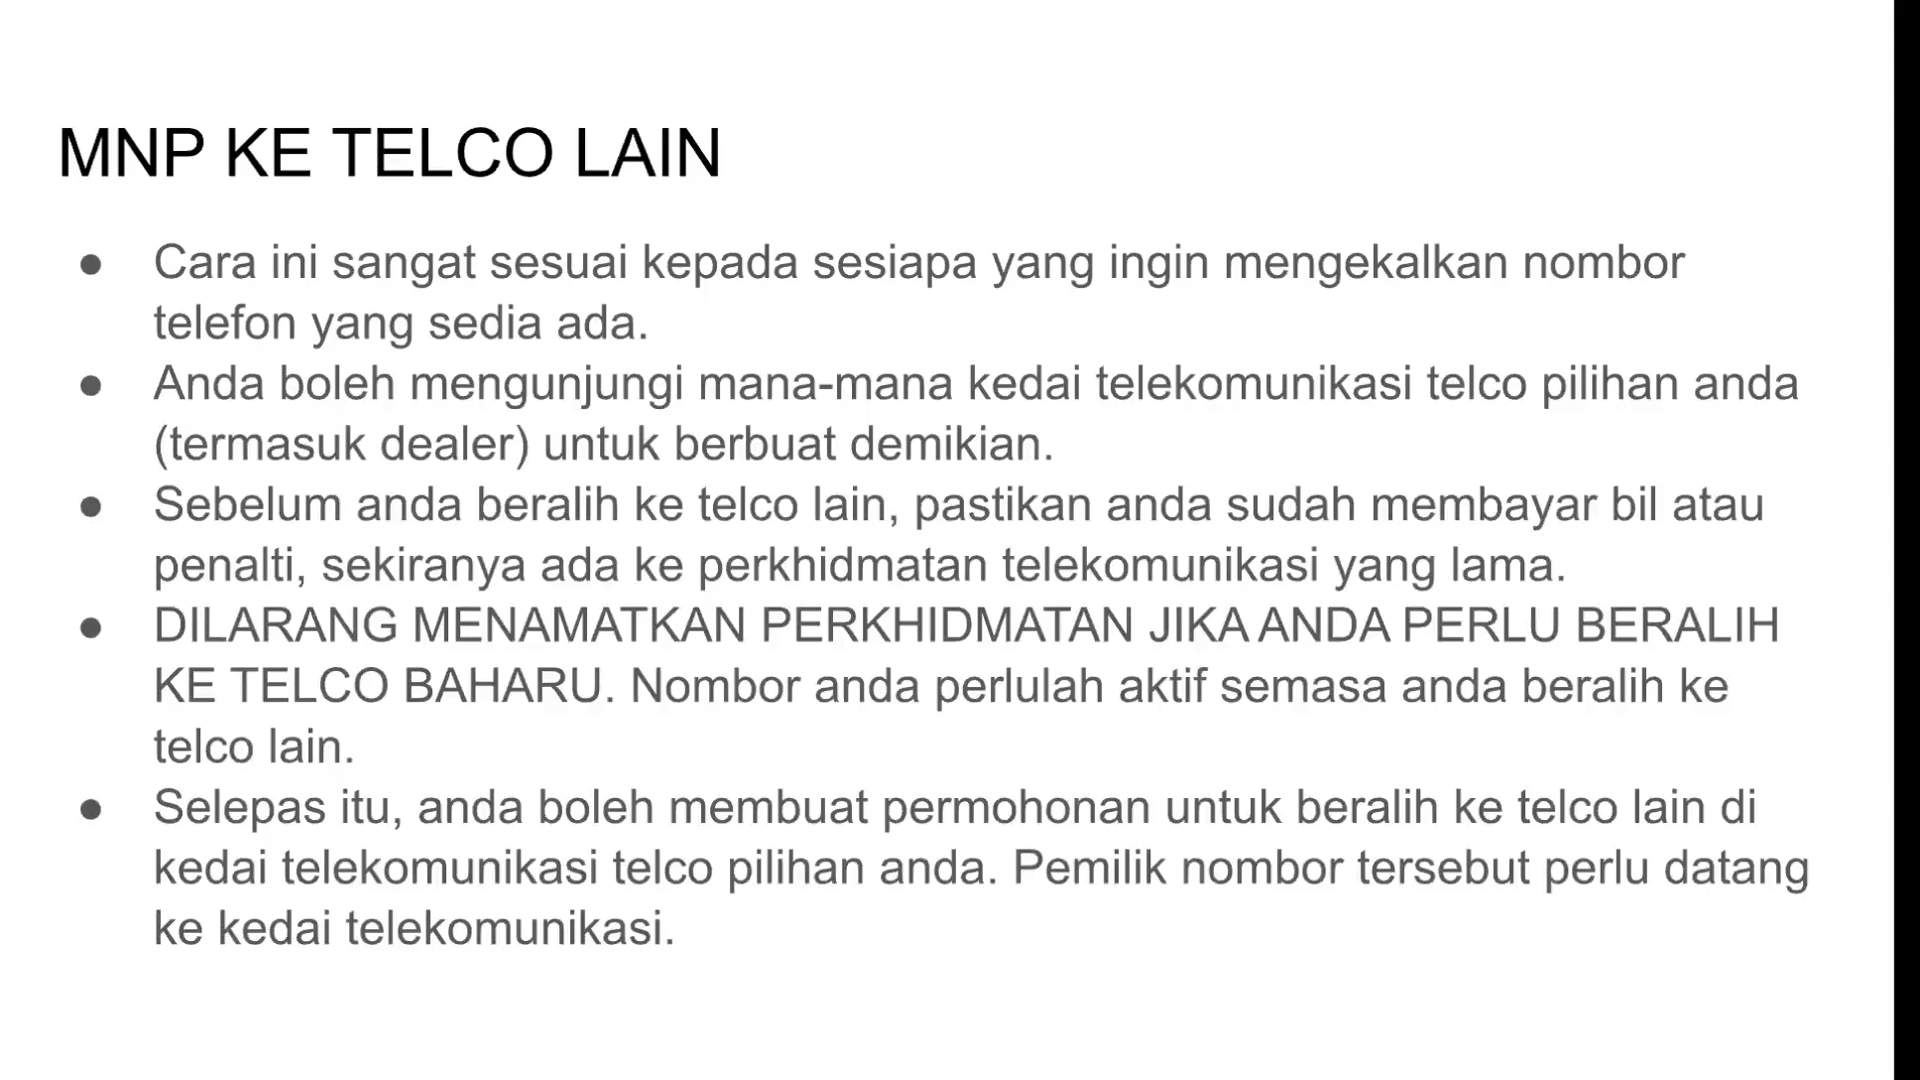 MNP KE TELCO LAIN
● Cara ini sangat sesuai kepada sesiapa yang ingin mengekalkan nombor
telefon yang sedia ada.
● Anda boleh mengunjungi mana-mana kedai telekomunikasi telco pilihan anda
(termasuk dealer) untuk berbuat demikian.
● Sebelum anda beralih ke telco lain, pastikan anda sudah membayar bil atau
penalti, sekiranya ada ke perkhidmatan telekomunikasi yang lama.
● DILARANG MENAMATKAN PERKHIDMATAN JIKA ANDA PERLU BERALIH
KE TELCO BAHARU. Nombor anda perlulah aktif semasa anda beralih ke
telco lain.
● Selepas itu, anda boleh membuat permohonan untuk beralih ke telco lain di
kedai telekomunikasi telco pilihan anda. Pemilik nombor tersebut perlu datang
ke kedai telekomunikasi.